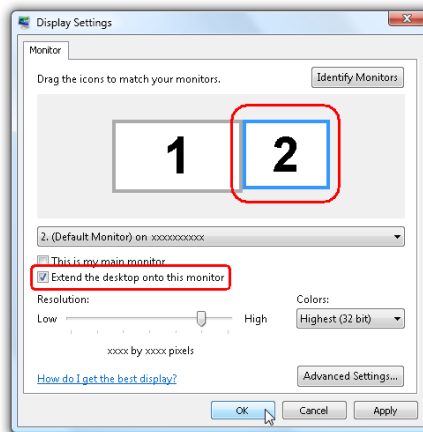 Display Settings
Monitor
Drag the icons to match your monitors.
Identify Monitors
1
2
2. (Default Monitor) on xxxxxxxxxx
This is my main monitor
Extend the desktop onto this monitor
Resolution:
Colors:
Low
High
Highest (32 bit)
xxxx by xxxx pixels
How do I get the best display?
Advanced Settings...
OK
Cancel
Apply